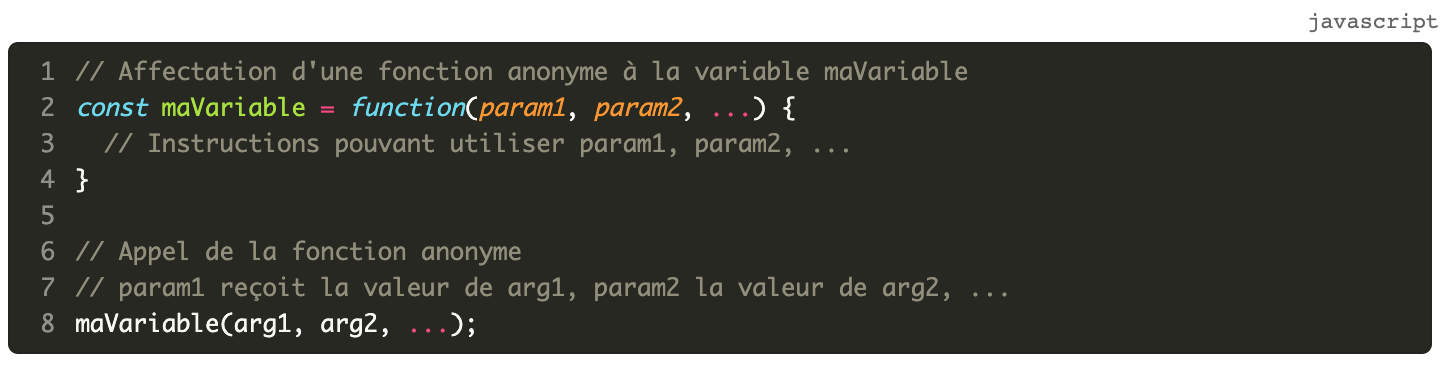 javascript
1 // Affectation d'une fonction anonyme à la variable maVariable
2 const maVariable = function(param1, param2, ...) {
3   // Instructions pouvant utiliser param1, param2, ...
4 }
5
6 // Appel de la fonction anonyme
7 // param1 reçoit la valeur de arg1, param2 la valeur de arg2, ...
8 maVariable(arg1, arg2, ...);